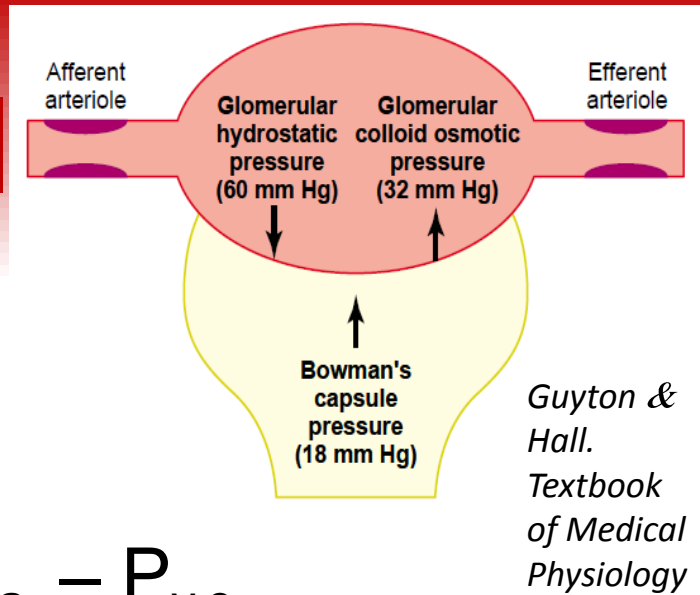 Afferent
arteriole
Efferent
arteriole
Glomerular
hydrostatic
pressure
(60 mm Hg)
Glomerular
colloid osmotic
pressure
(32 mm Hg)
Bowman's
capsule
pressure
(18 mm Hg)
Guyton &
Hall.
Textbook
of Medical
Physiology
– P